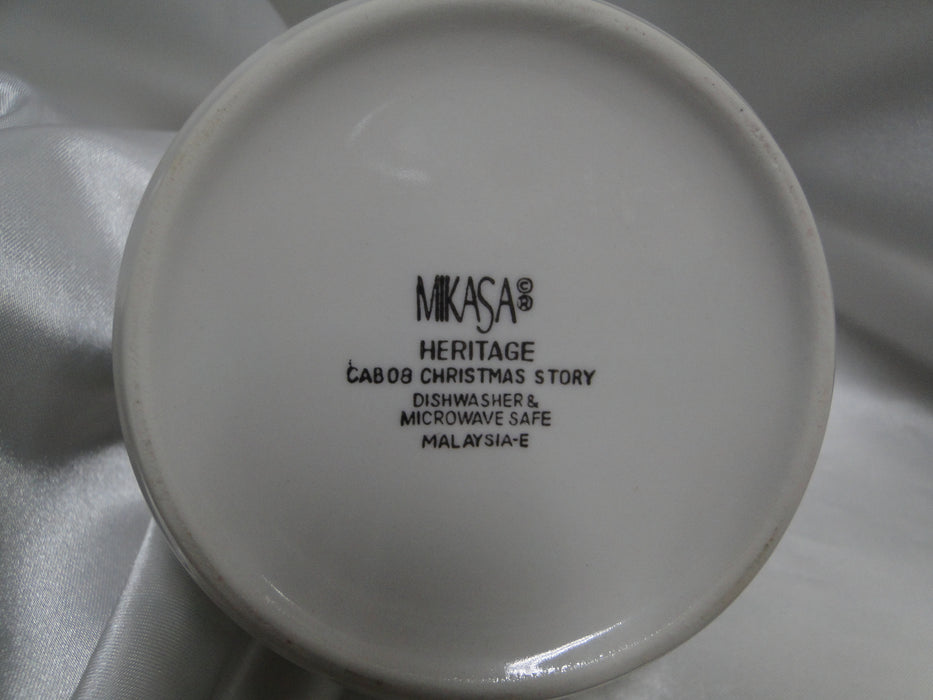 MIKASA©®
HERITAGE
CAB08 CHRISTMAS STORY
DISHWASHER &
MICROWAVE SAFE
MALAYSIA-E